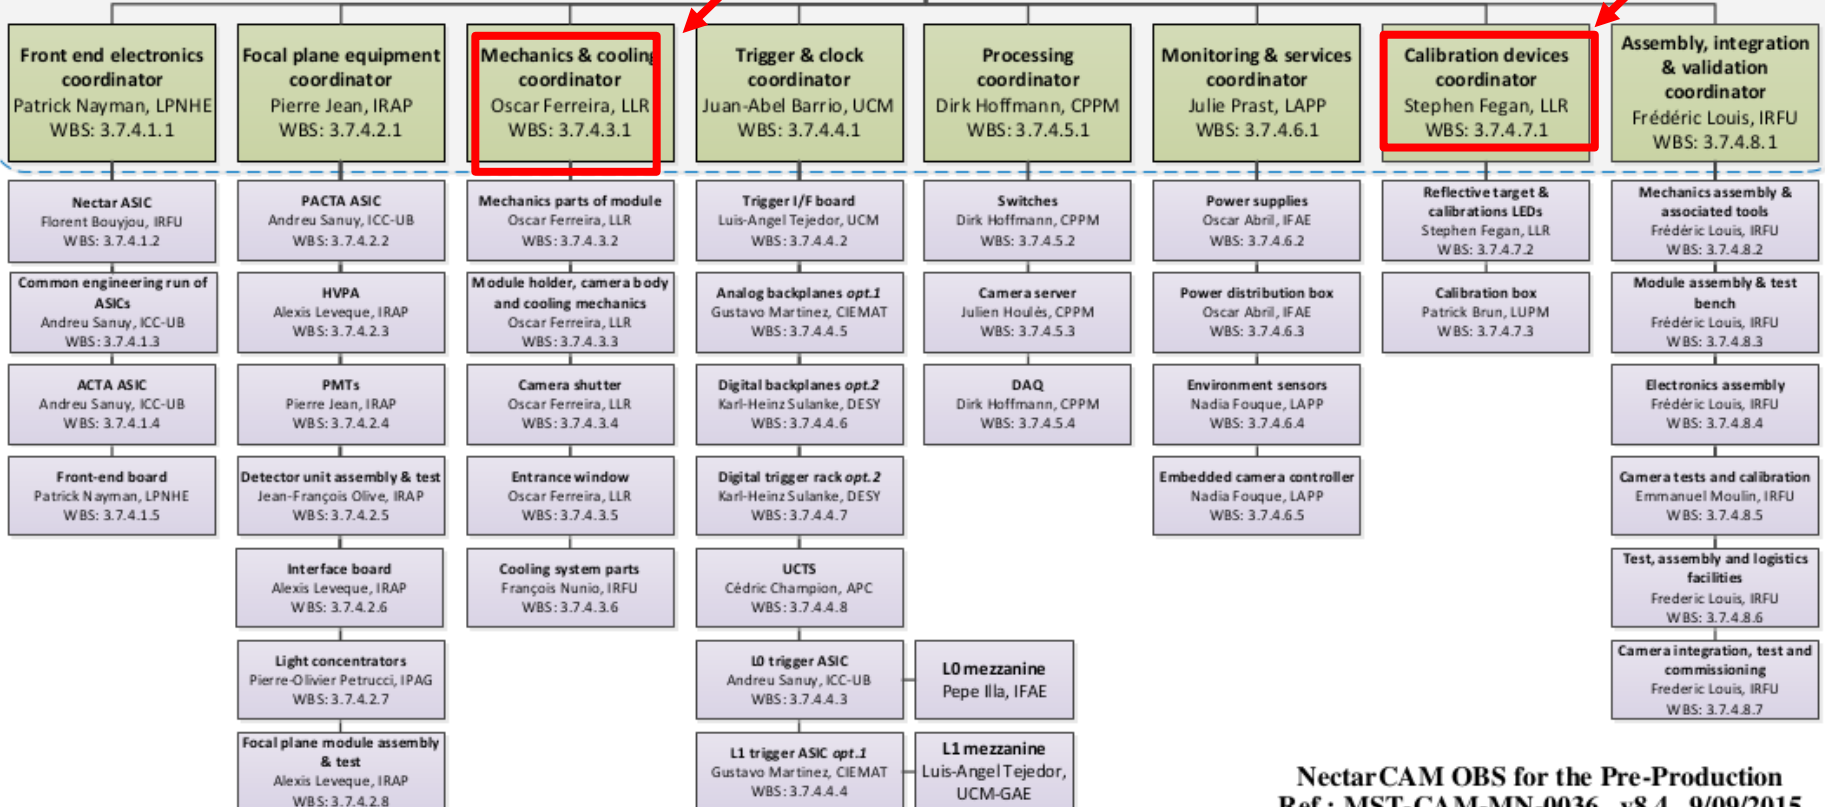 Front end electronics
coordinator
Patrick Nayman, LPNHE
WBS: 3.7.4.1.1
Focal plane equipment
coordinator
Pierre Jean, IRAP
WBS: 3.7.4.2.1
Mechanics & cooling
coordinator
Oscar Ferreira, LLR
WBS: 3.7.4.3.1
Trigger & clock
coordinator
Juan-Abel Barrio, UCM
WBS: 3.7.4.4.1
Processing
coordinator
Dirk Hoffmann, CPPM
WBS: 3.7.4.5.1
Monitoring & services
coordinator
Julie Prast, LAPP
WBS: 3.7.4.6.1
Calibration devices
coordinator
Stephen Fegan, LLR
WBS: 3.7.4.7.1
Assembly, integration
& validation
coordinator
Frédéric Louis, IRFU
WBS: 3.7.4.8.1
Nectar ASIC
Florent Bouyjou, IRFU
WBS: 3.7.4.1.2
Common engineering run of
ASICs
Andreu Sanuy, ICC-UB
WBS: 3.7.4.1.3
ACTA ASIC
Andreu Sanuy, ICC-UB
WBS: 3.7.4.1.4
Front-end board
Patrick Nayman, LPNHE
WBS: 3.7.4.1.5
PACTA ASIC
Andreu Sanuy, ICC-UB
WBS: 3.7.4.2.2
HVPA
Alexis Leveque, IRAP
WBS: 3.7.4.2.3
PMTs
Pierre Jean, IRAP
WBS: 3.7.4.2.4
Detector unit assembly & test
Jean-François Olive, IRAP
WBS: 3.7.4.2.5
Interface board
Alexis Leveque, IRAP
WBS: 3.7.4.2.6
Light concentrators
Pierre-Olivier Petrucci, IPAG
WBS: 3.7.4.2.7
Focal plane module assembly
& test
Alexis Leveque, IRAP
WBS: 3.7.4.2.8
Mechanics parts of module
Oscar Ferreira, LLR
WBS: 3.7.4.3.2
Module holder, camera body
and cooling mechanics
Oscar Ferreira, LLR
WBS: 3.7.4.3.3
Camera shutter
Oscar Ferreira, LLR
WBS: 3.7.4.3.4
Entrance window
Oscar Ferreira, LLR
WBS: 3.7.4.3.5
Cooling system parts
François Nunio, IRFU
WBS: 3.7.4.3.6
Trigger I/F board
Luis-Angel Tejedor, UCM
WBS: 3.7.4.4.2
Analog backplanes opt.1
Gustavo Martinez, CIEMAT
WBS: 3.7.4.4.5
Digital backplanes opt.2
Karl-Heinz Sulanke, DESY
WBS: 3.7.4.4.6
Digital trigger rack opt.2
Karl-Heinz Sulanke, DESY
WBS: 3.7.4.4.7
UCTS
Cédric Champion, APC
WBS: 3.7.4.4.8
L0 trigger ASIC
Andreu Sanuy, ICC-UB
WBS: 3.7.4.4.3
L0 mezzanine
Pepe Illa, IFAE
L1 trigger ASIC opt.1
Gustavo Martinez, CIEMAT
WBS: 3.7.4.4.4
L1 mezzanine
Luis-Angel Tejedor,
UCM-GAE
Switches
Dirk Hoffmann, CPPM
WBS: 3.7.4.5.2
Camera server
Julien Houlés, CPPM
WBS: 3.7.4.5.3
DAQ
Dirk Hoffmann, CPPM
WBS: 3.7.4.5.4
Power supplies
Oscar Abril, IFAE
WBS: 3.7.4.6.2
Power distribution box
Oscar Abril, IFAE
WBS: 3.7.4.6.3
Environment sensors
Nadia Fouque, LAPP
WBS: 3.7.4.6.4
Embedded camera controller
Nadia Fouque, LAPP
WBS: 3.7.4.6.5
Reflective target &
calibrations LEDs
Stephen Fegan, LLR
WBS: 3.7.4.7.2
Calibration box
Patrick Brun, LUPM
WBS: 3.7.4.7.3
Mechanics assembly &
associated tools
Frédéric Louis, IRFU
WBS: 3.7.4.8.2
Module assembly & test
bench
Frédéric Louis, IRFU
WBS: 3.7.4.8.3
Electronics assembly
Frédéric Louis, IRFU
WBS: 3.7.4.8.4
Camera tests and calibration
Emmanuel Moulin, IRFU
WBS: 3.7.4.8.5
Test, assembly and logistics
facilities
Frederic Louis, IRFU
WBS: 3.7.4.8.6
Camera integration, test and
commissioning
Frederic Louis, IRFU
WBS: 3.7.4.8.7
NectarCAM OBS for the Pre-Production
Ref.: MST-CAM-MN-0036 v8.4 9/09/2015